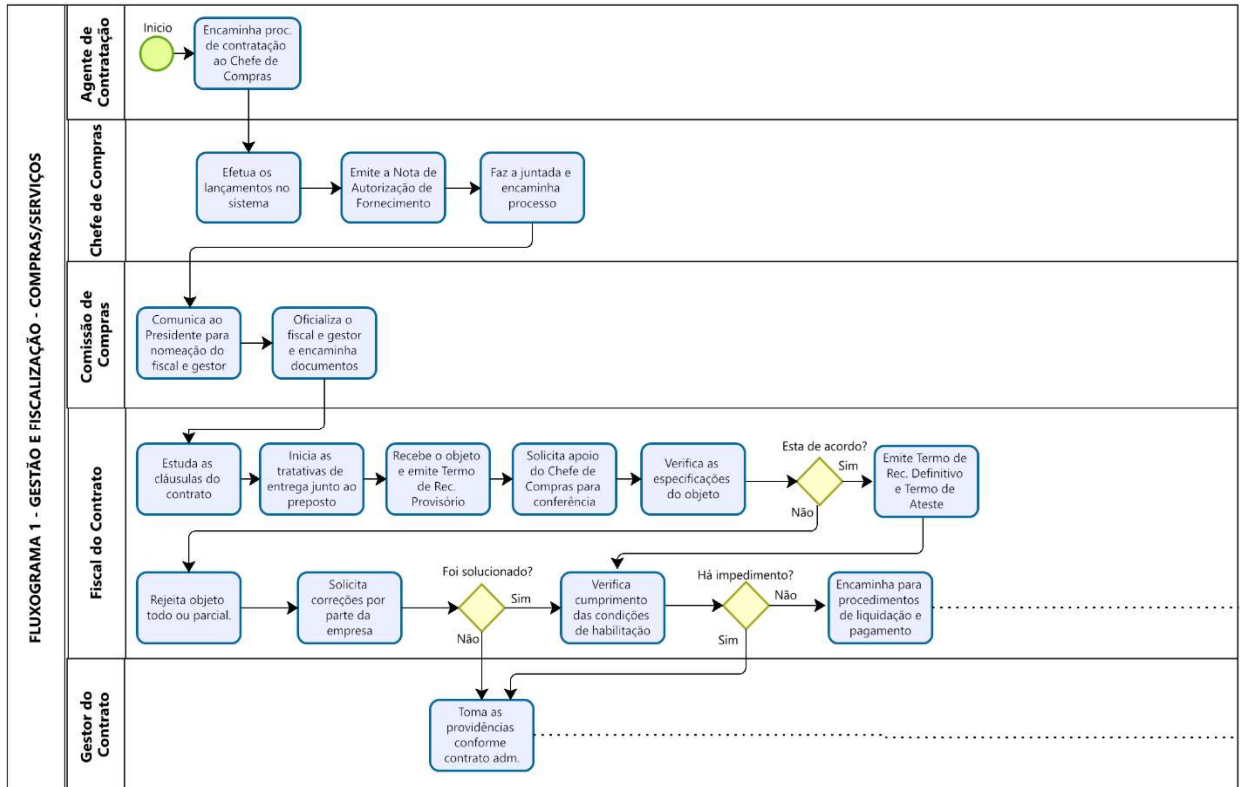 FLUXOGRAMA 1 - GESTÃO E FISCALIZAÇÃO - COMPRAS/SERVIÇOS
Agente de
Contratação
Inicio
Encaminha proc.
de contratação
ao Chefe de
Compras
Chefe de Compras
Efetua os
lançamentos no
sistema
Emite a Nota de
Autorização de
Fornecimento
Faz a juntada e
encaminha
processo
Comissão de
Compras
Comunica ao
Presidente para
nomeação do
fiscal e gestor
Oficializa o
fiscal e gestor
e encaminha
documentos
Fiscal do Contrato
Estuda as
cláusulas do
contrato
Inicia as
tratativas de
entrega junto ao
preposto
Recebe o objeto
e emite Termo
de Rec.
Provisório
Solicita apoio
do Chefe de
Compras para
conferência
Verifica as
especificações
do objeto
Esta de acordo?
Sim
Não
Emite Termo de
Rec. Definitivo
e Termo de
Ateste
Rejeita objeto
todo ou parcial.
Solicita
correções por
parte da
empresa
Foi solucionado?
Sim
Não
Verifica
cumprimento
das condições
de habilitação
Há impedimento?
Não
Sim
Encaminha para
procedimentos
de liquidação e
pagamento
Gestor do
Contrato
Toma as
providências
conforme
contrato adm.